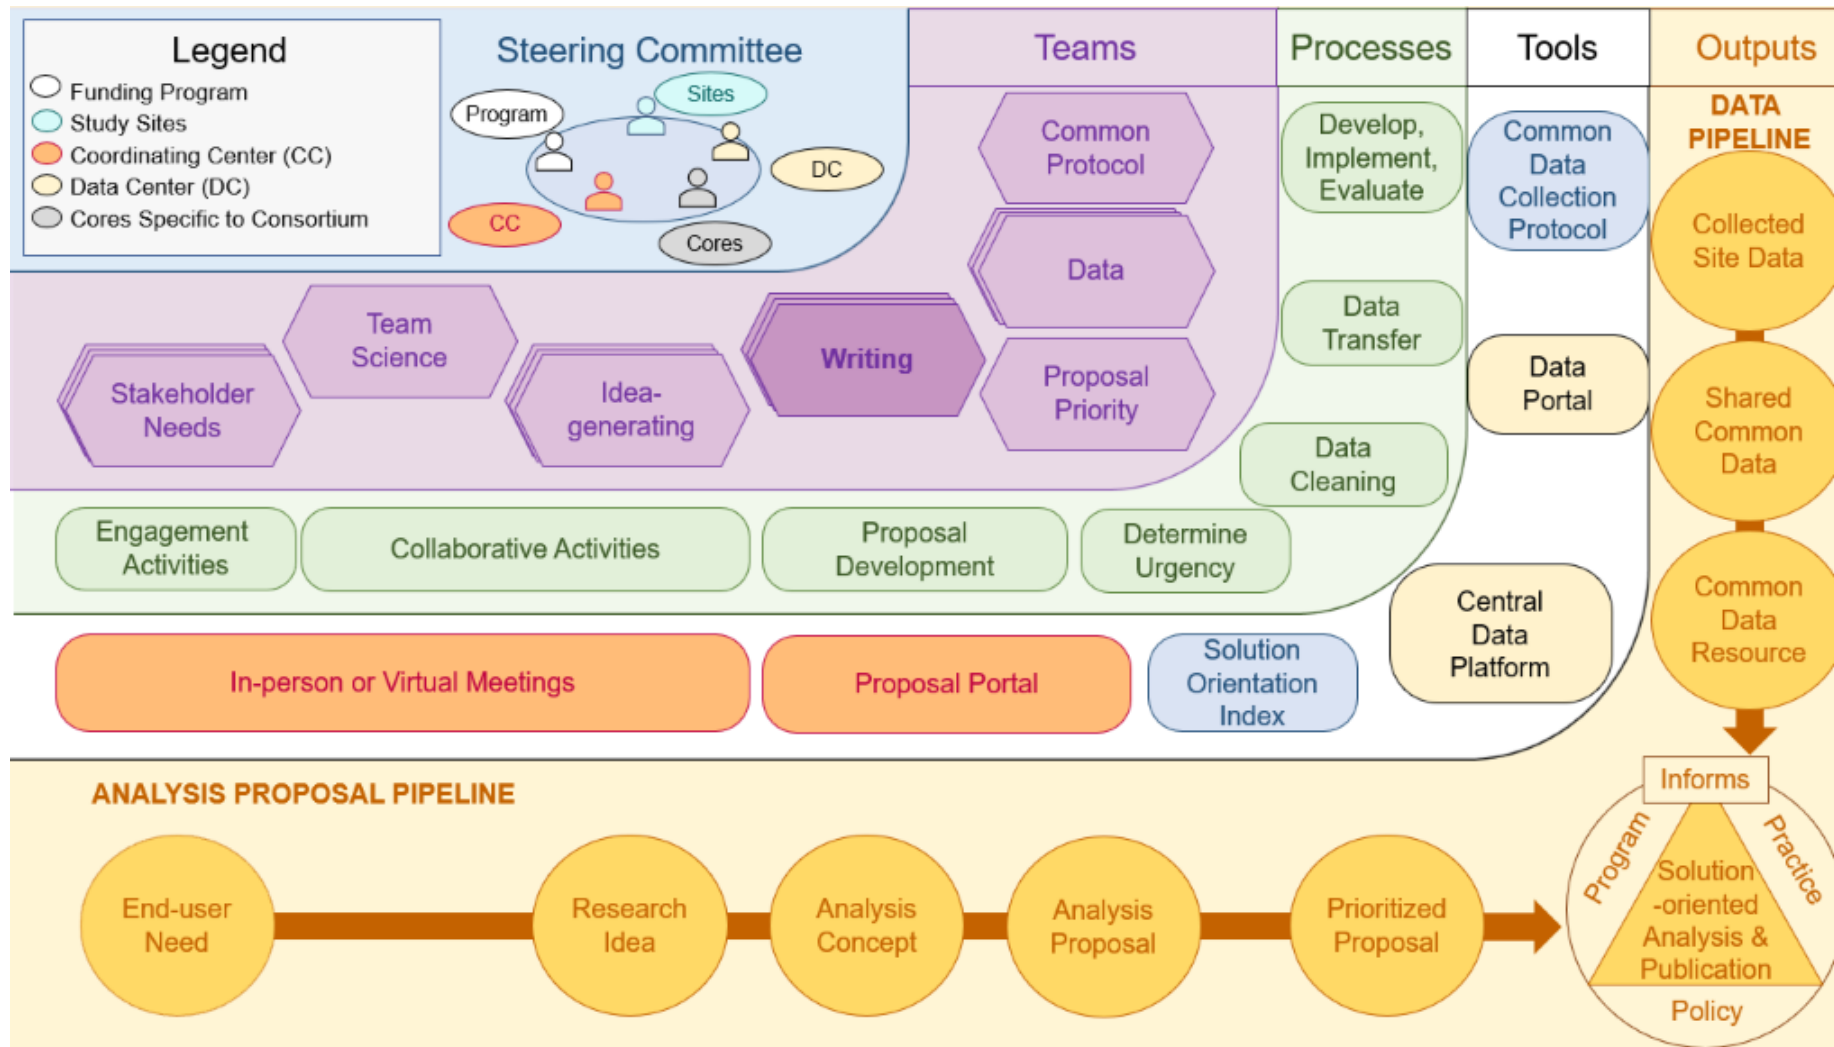 Legend
Funding Program
Study Sites
Coordinating Center (CC)
Data Center (DC)
Cores Specific to Consortium
Steering Committee
Program
Sites
DC
CC
Cores
Teams
Common
Protocol
Data
Proposal
Priority
Writing
Idea-
generating
Team
Science
Stakeholder
Needs
Processes
Develop,
Implement,
Evaluate
Data
Transfer
Data
Cleaning
Determine
Urgency
Proposal
Development
Collaborative Activities
Engagement
Activities
Tools
Common
Data
Collection
Protocol
Data
Portal
Central
Data
Platform
Solution
Orientation
Index
Proposal Portal
In-person or Virtual Meetings
Outputs
DATA
PIPELINE
Collected
Site Data
Shared
Common
Data
Common
Data
Resource
ANALYSIS PROPOSAL PIPELINE
End-user
Need
Research
Idea
Analysis
Concept
Analysis
Proposal
Prioritized
Proposal
Informs
Program
Practice
Solution
-oriented
Analysis &
Publication
Policy